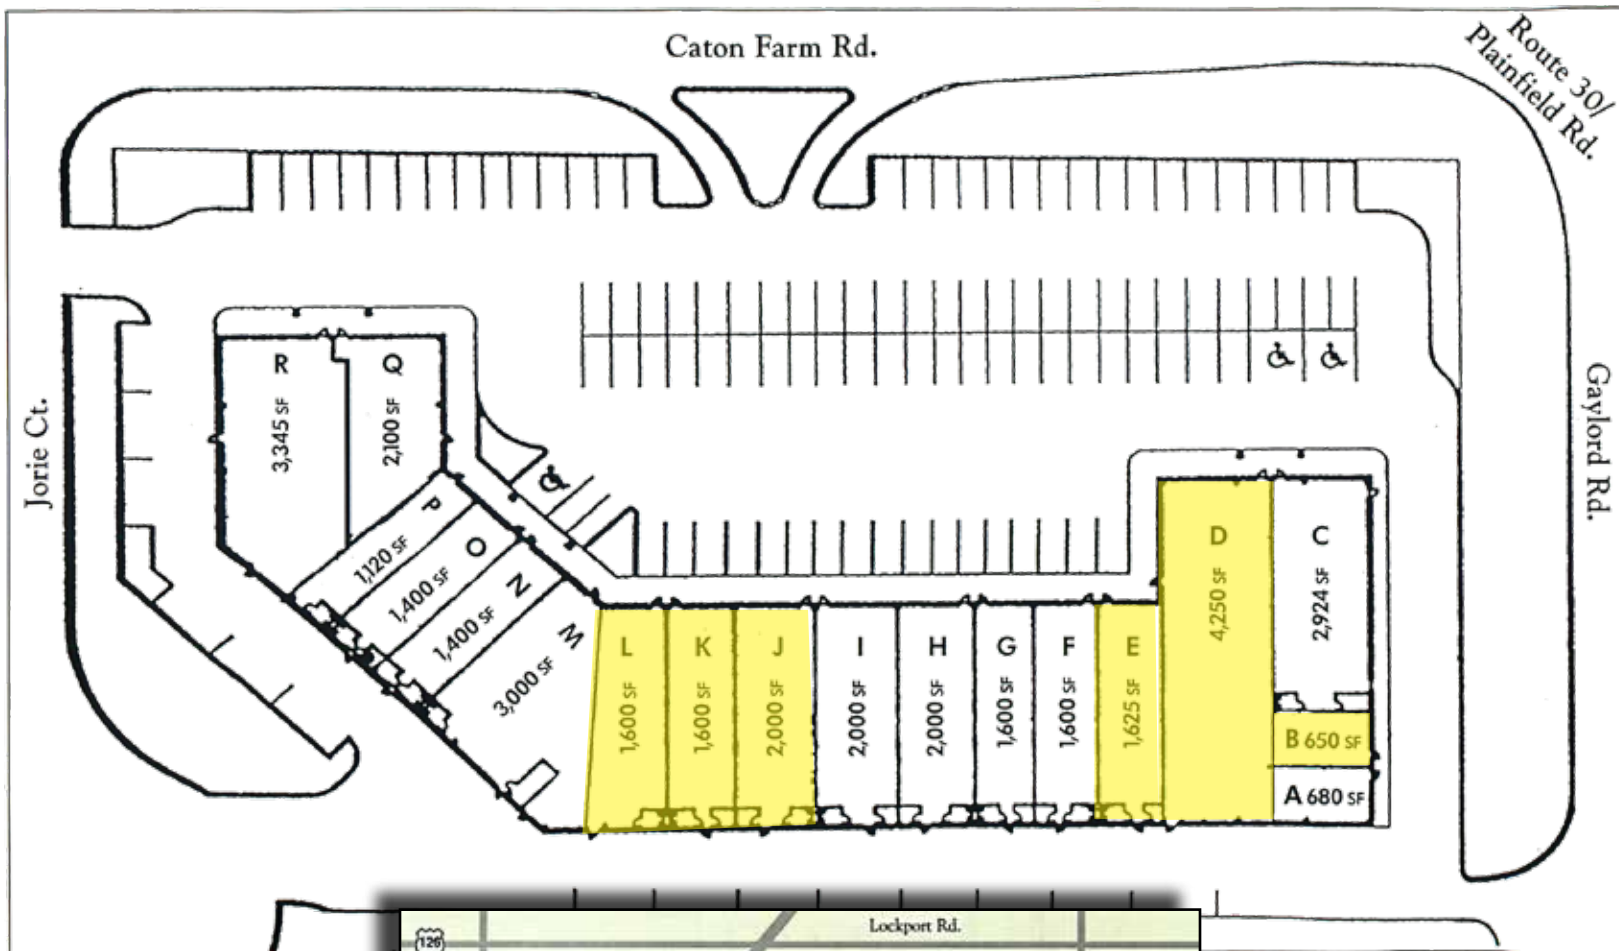 Caton Farm Rd.
Route 30/
Plainfield Rd.
Jorie Ct.
Gaylord Rd.
R
3,345 SF
Q
2,100 SF
P
1,120 SF
O
1,400 SF
N
1,400 SF
M
3,000 SF
L
1,600 SF
K
1,600 SF
J
2,000 SF
I
2,000 SF
H
2,000 SF
G
1,600 SF
F
1,600 SF
E
1,625 SF
D
4,250 SF
C
2,924 SF
B 650 SF
A 680 SF
Lockport Rd.
126